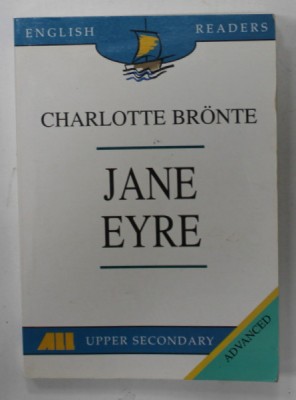 ENGLISH READERS
CHARLOTTE BRÖNTE
JANE
EYRE
ALL UPPER SECONDARY
ADVANCED